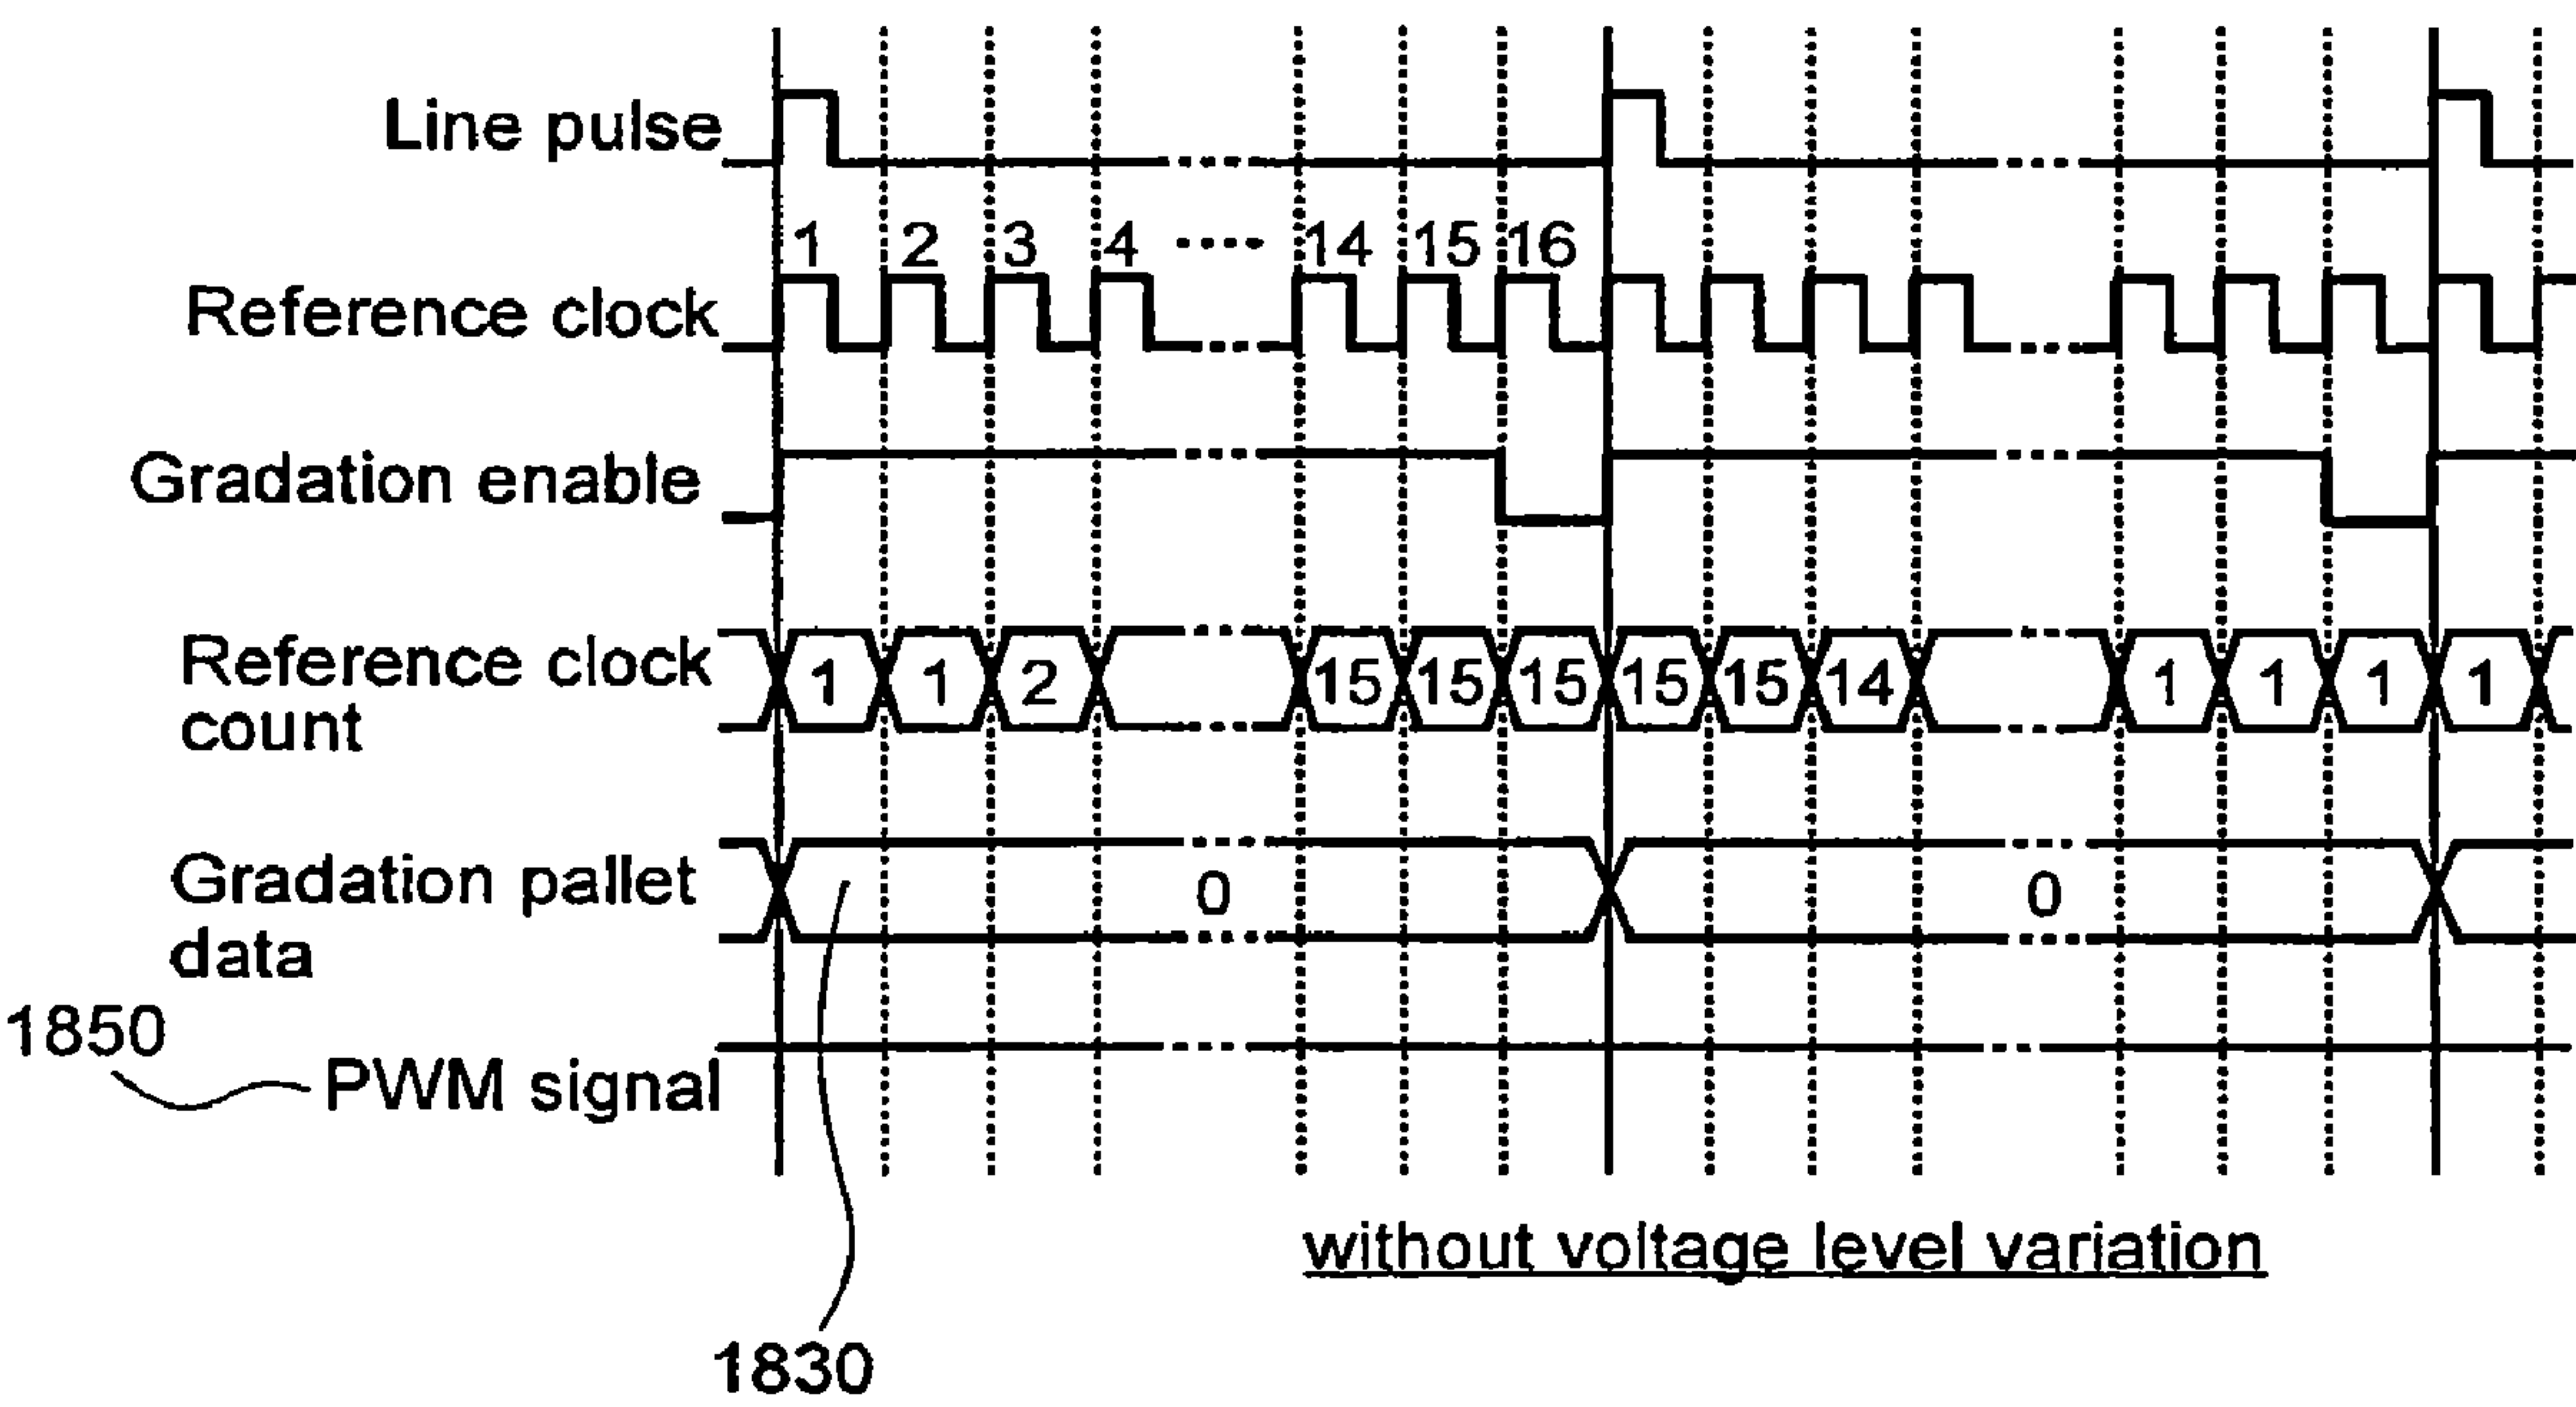 Line pulse
1 2 3 4 ···· 14 15 16
Reference clock
Gradation enable
Reference clock
count
1 1 2 15 15 15 15 15 14 1 1 1 1
Gradation pallet
data
0 0
1850
PWM signal
without voltage level variation
1830